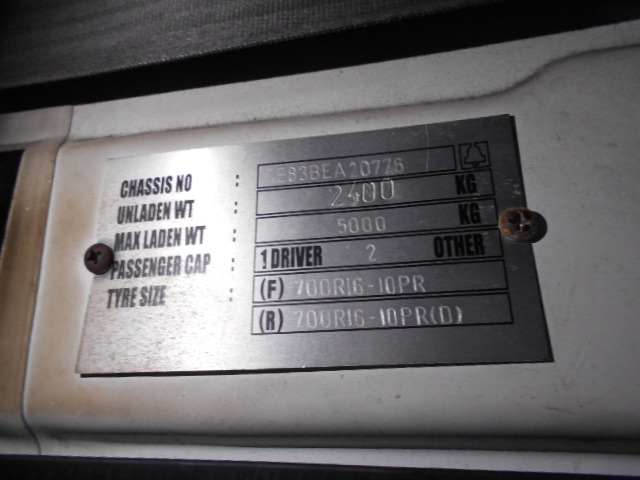 CHASSIS NO : FE83BEA20776
UNLADEN WT : 2400 KG
MAX LADEN WT : 5000 KG
PASSENGER CAP : 1 DRIVER 2 OTHER
TYRE SIZE : (F) 700R16-10PR
(R) 700R16-10PR(D)